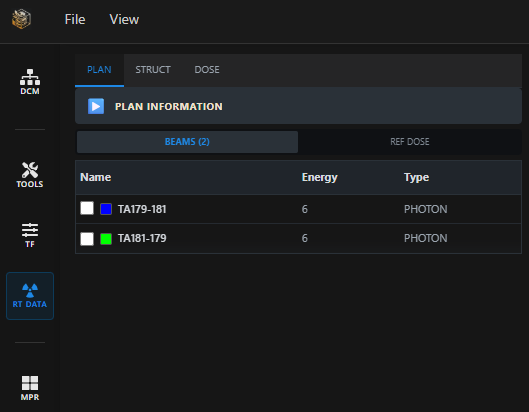 File View
DCM
PLAN STRUCT DOSE
PLAN INFORMATION
BEAMS (2) REF DOSE
Name Energy Type
TA179-181 6 PHOTON
TA181-179 6 PHOTON
TOOLS
TF
RT DATA
MPR